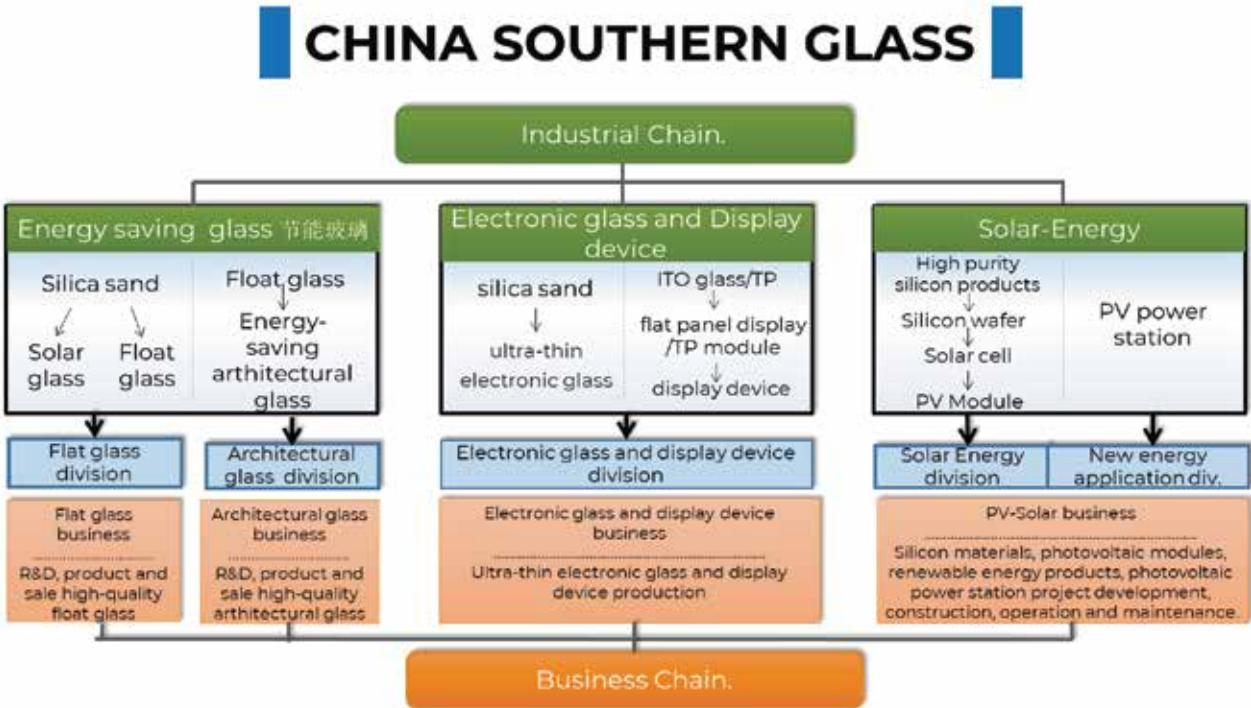 CHINA SOUTHERN GLASS
Industrial Chain.
Energy saving glass 节能玻璃
Silica sand
Solar
glass
Float
glass
Float glass
Energy-
saving
arthitectural
glass
Electronic glass and Display
device
silica sand
ultra-thin
electronic glass
ITO glass/TP
flat panel display
/TP module
display device
Solar-Energy
High purity
silicon products
Silicon wafer
Solar cell
PV Module
PV power
station
Flat glass
division
Architectural
glass division
Electronic glass and display device
division
Solar Energy
division
New energy
application div.
Flat glass
business
R&D, product and
sale high-quality
float glass
Architectural glass
business
R&D, product and
sale high-quality
arthitectural glass
Electronic glass and display device
business
Ultra-thin electronic glass and display
device production
PV-Solar business
Silicon materials, photovoltaic modules,
renewable energy products, photovoltaic
power station project development,
construction, operation and maintenance.
Business Chain.